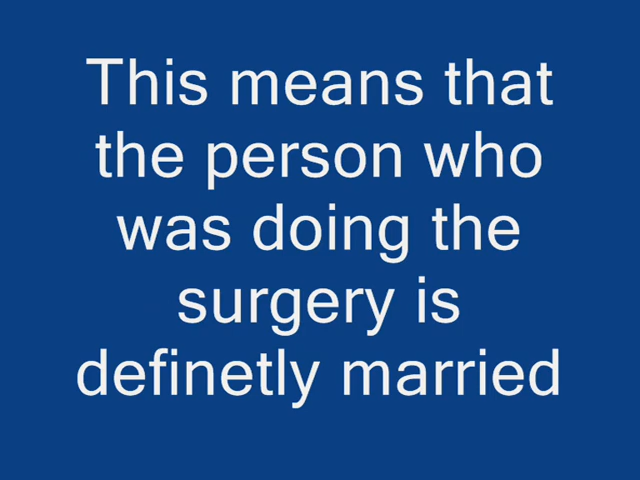 This means that
the person who
was doing the
surgery is
definetly married